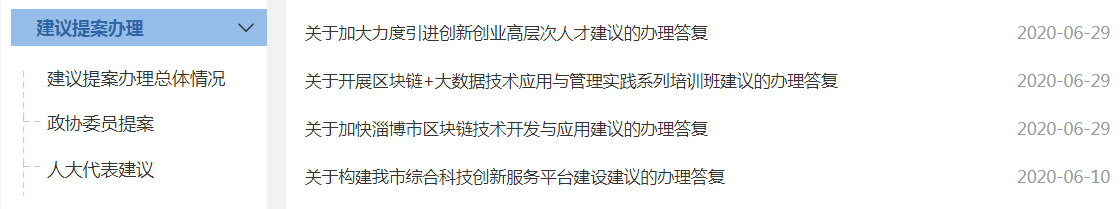 建议提案办理
建议提案办理总体情况
政协委员提案
人大代表建议
关于加大力度引进创新创业高层次人才建议的办理答复 2020-06-29
关于开展区块链+大数据技术应用与管理实践系列培训班建议的办理答复 2020-06-29
关于加快淄博市区块链技术开发与应用建议的办理答复 2020-06-29
关于构建我市综合科技创新服务平台建设建议的办理答复 2020-06-10